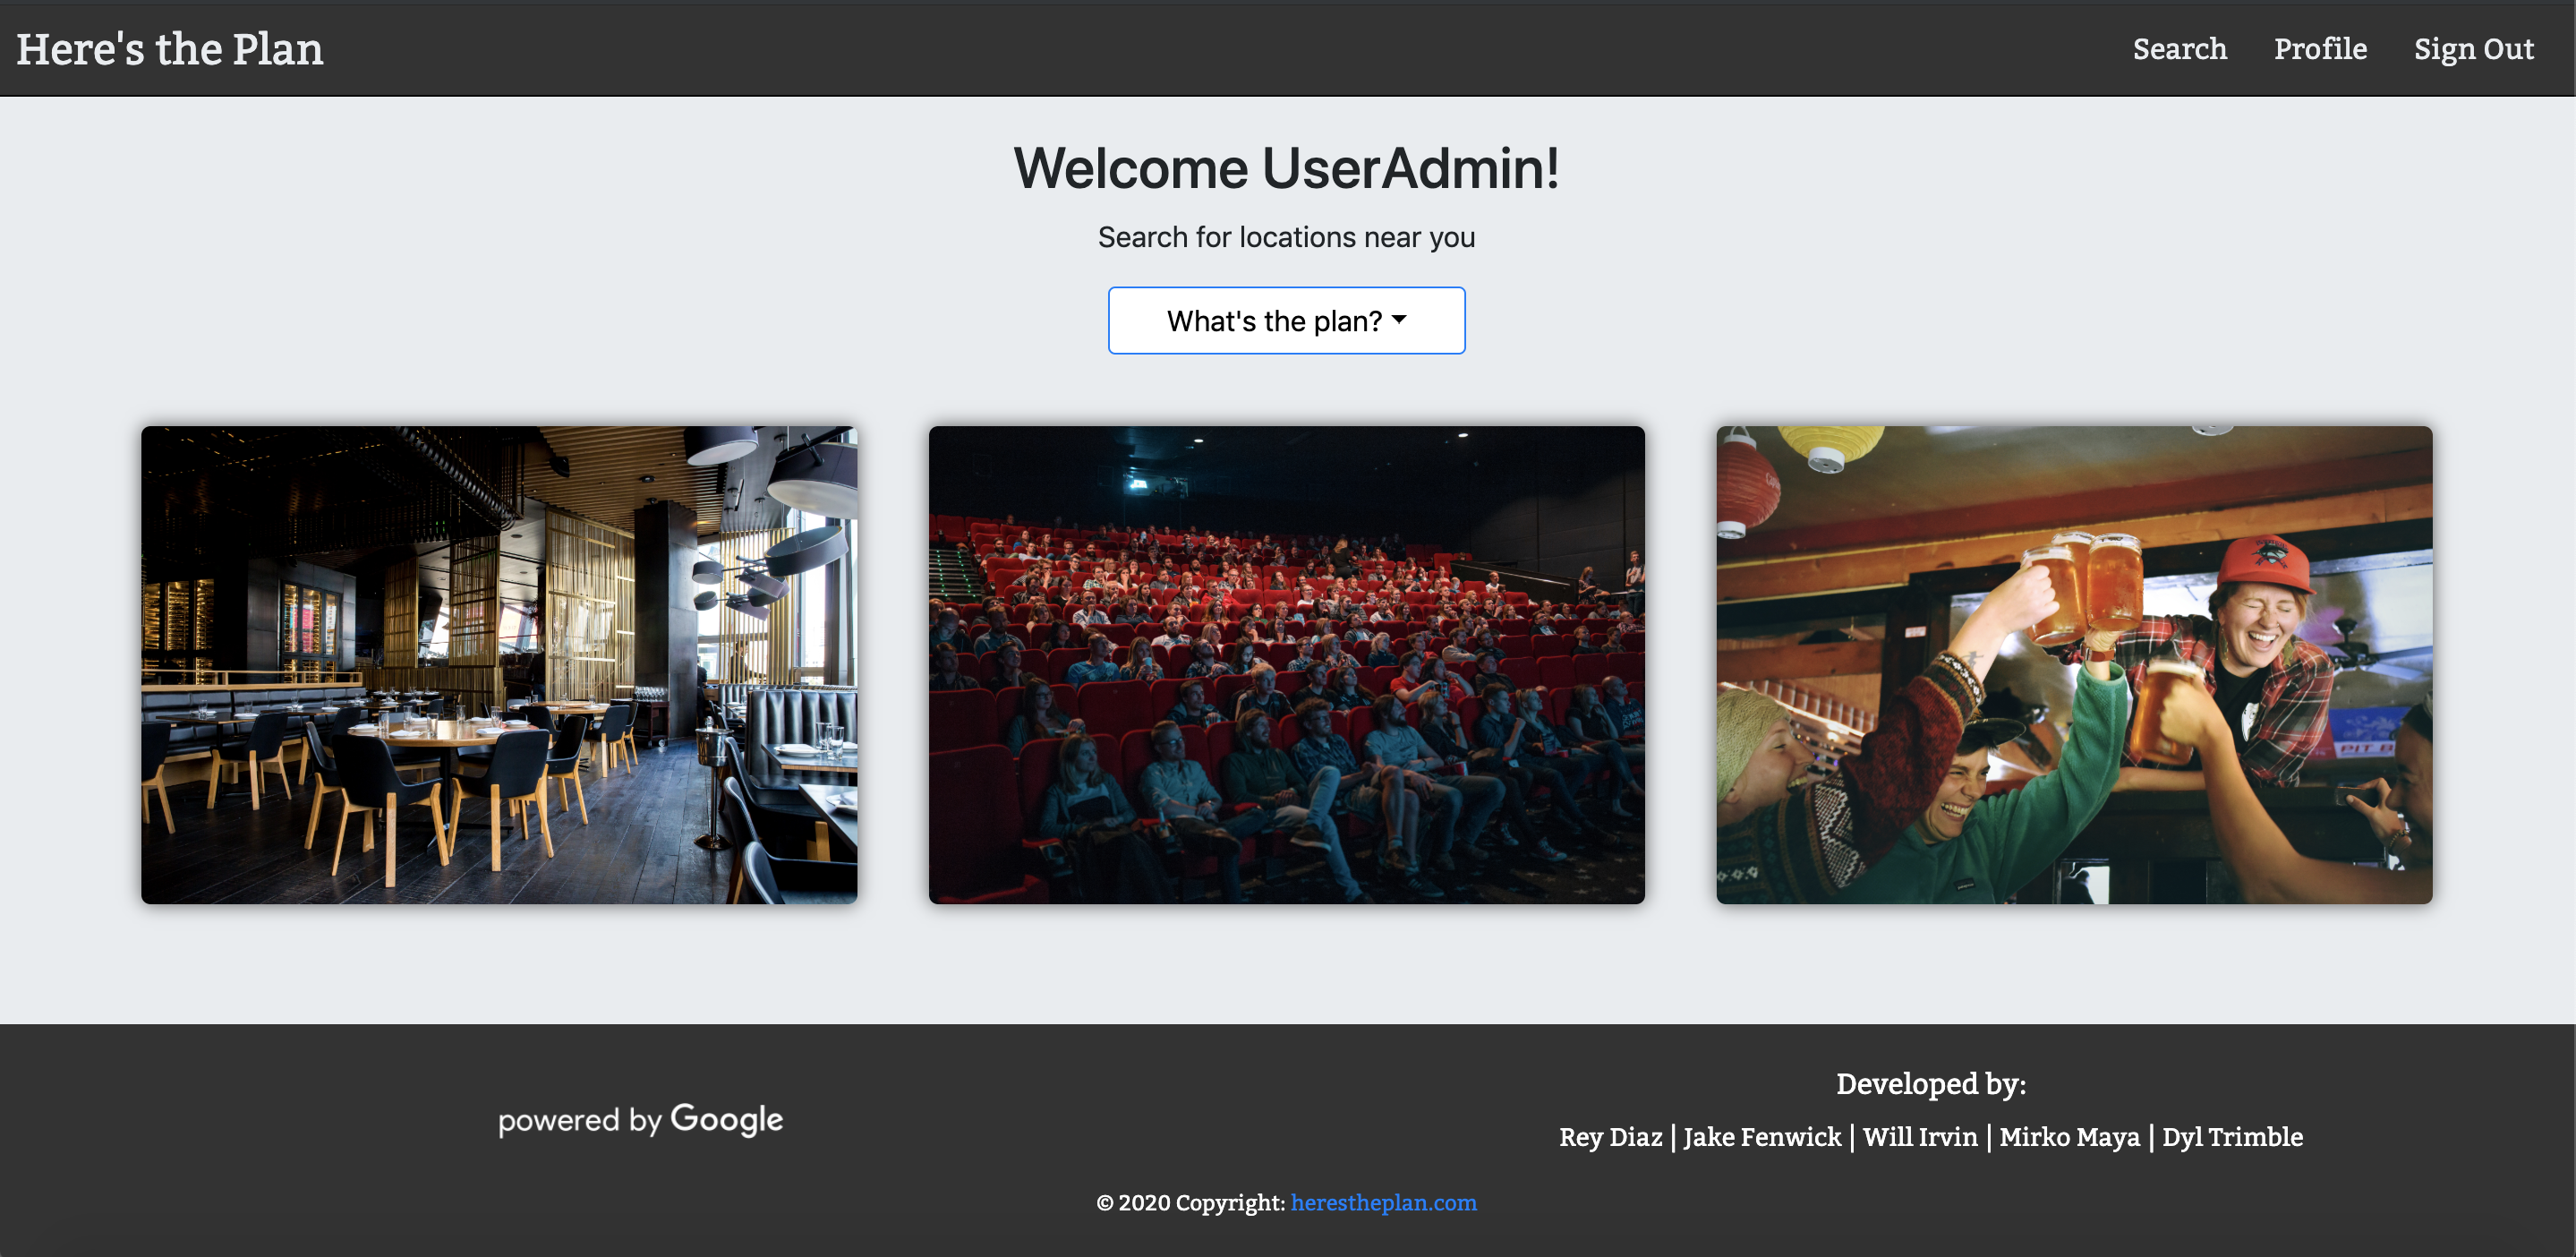 Here's the Plan
Search Profile Sign Out
Welcome UserAdmin!
Search for locations near you
What's the plan?
PIT B
powered by Google
Developed by:
Rey Diaz | Jake Fenwick | Will Irvin | Mirko Maya | Dyl Trimble
© 2020 Copyright: herestheplan.com